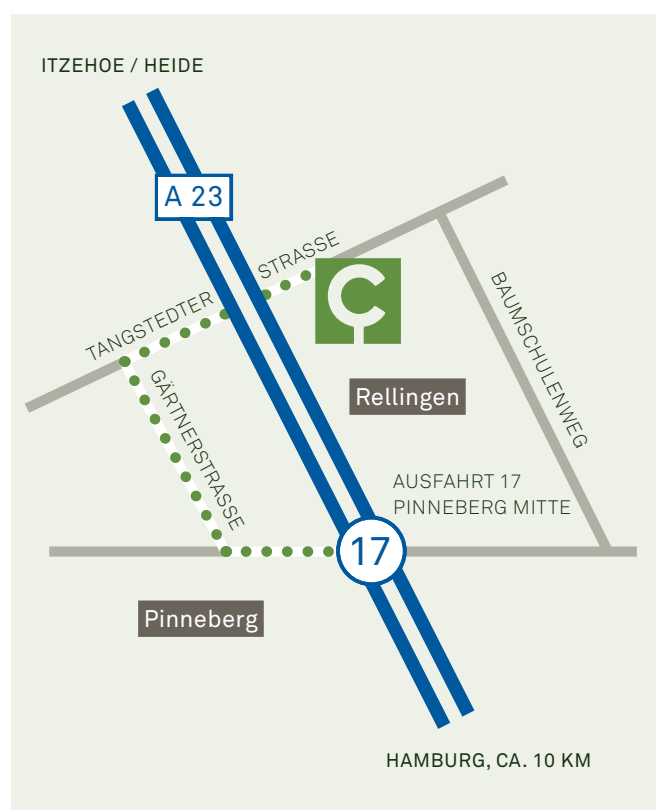 ITZEHOE / HEIDE
A 23
TANGSTEDTER STRASSE
C
GÄRTNERSTRASSE
BAUMSCHULENWEG
Rellingen
AUSFAHRT 17
PINNEBERG MITTE
17
Pinneberg
HAMBURG, CA. 10 KM